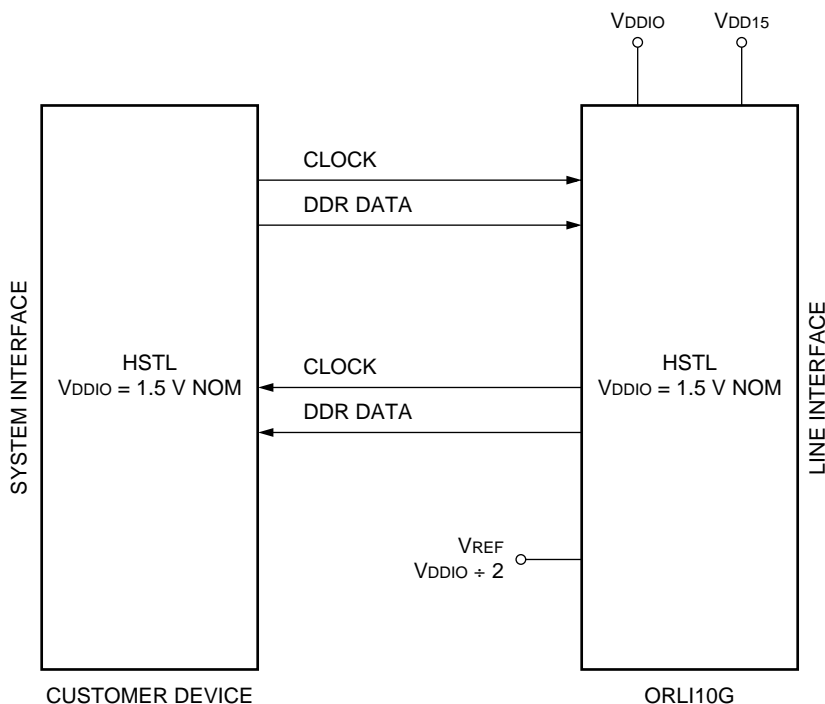 VDDIO
VDD15
CLOCK
DDR DATA
SYSTEM INTERFACE
HSTL
VDDIO = 1.5 V NOM
CLOCK
DDR DATA
HSTL
VDDIO = 1.5 V NOM
LINE INTERFACE
VREF
VDDIO ÷ 2
CUSTOMER DEVICE
ORLI10G